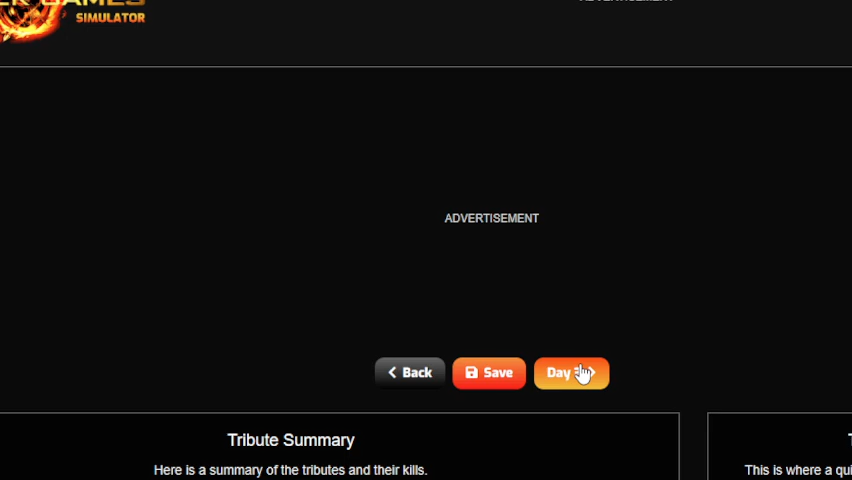 SIMULATOR
ADVERTISEMENT
Back
Save
Day
Tribute Summary
Here is a summary of the tributes and their kills.
This is where a qui